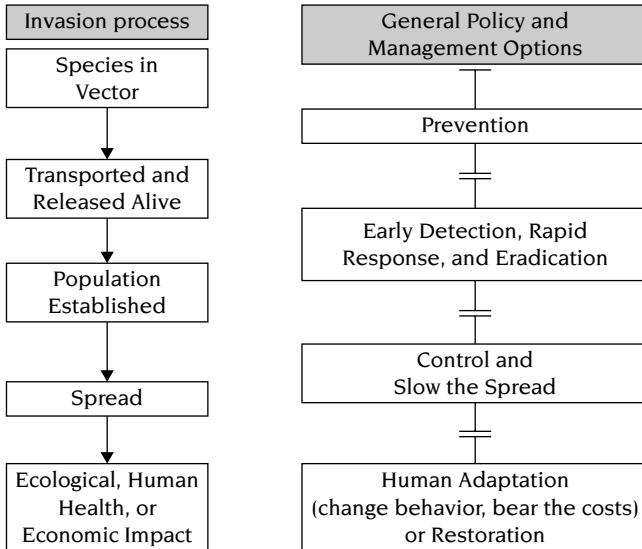 Invasion process
Species in
Vector
Transported and
Released Alive
Population
Established
Spread
Ecological, Human
Health, or
Economic Impact
General Policy and
Management Options
Prevention
Early Detection, Rapid
Response, and Eradication
Control and
Slow the Spread
Human Adaptation
(change behavior, bear the costs)
or Restoration